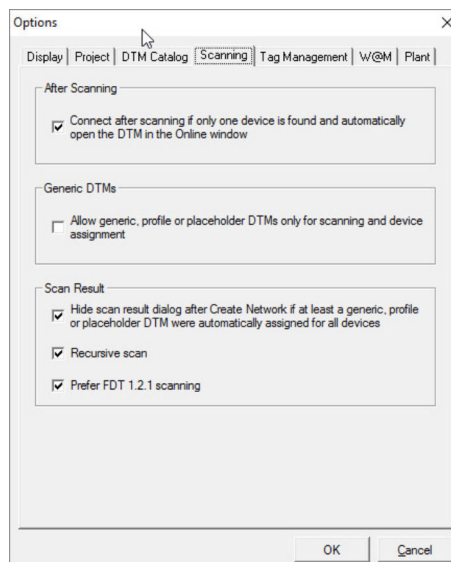 Options
Display
Project
DTM Catalog
Scanning
Tag Management
W@M
Plant
After Scanning
Connect after scanning if only one device is found and automatically
open the DTM in the Online window
Generic DTMs
Allow generic, profile or placeholder DTMs only for scanning and device
assignment
Scan Result
Hide scan result dialog after Create Network if at least a generic, profile
or placeholder DTM were automatically assigned for all devices
Recursive scan
Prefer FDT 1.2.1 scanning
OK
Cancel